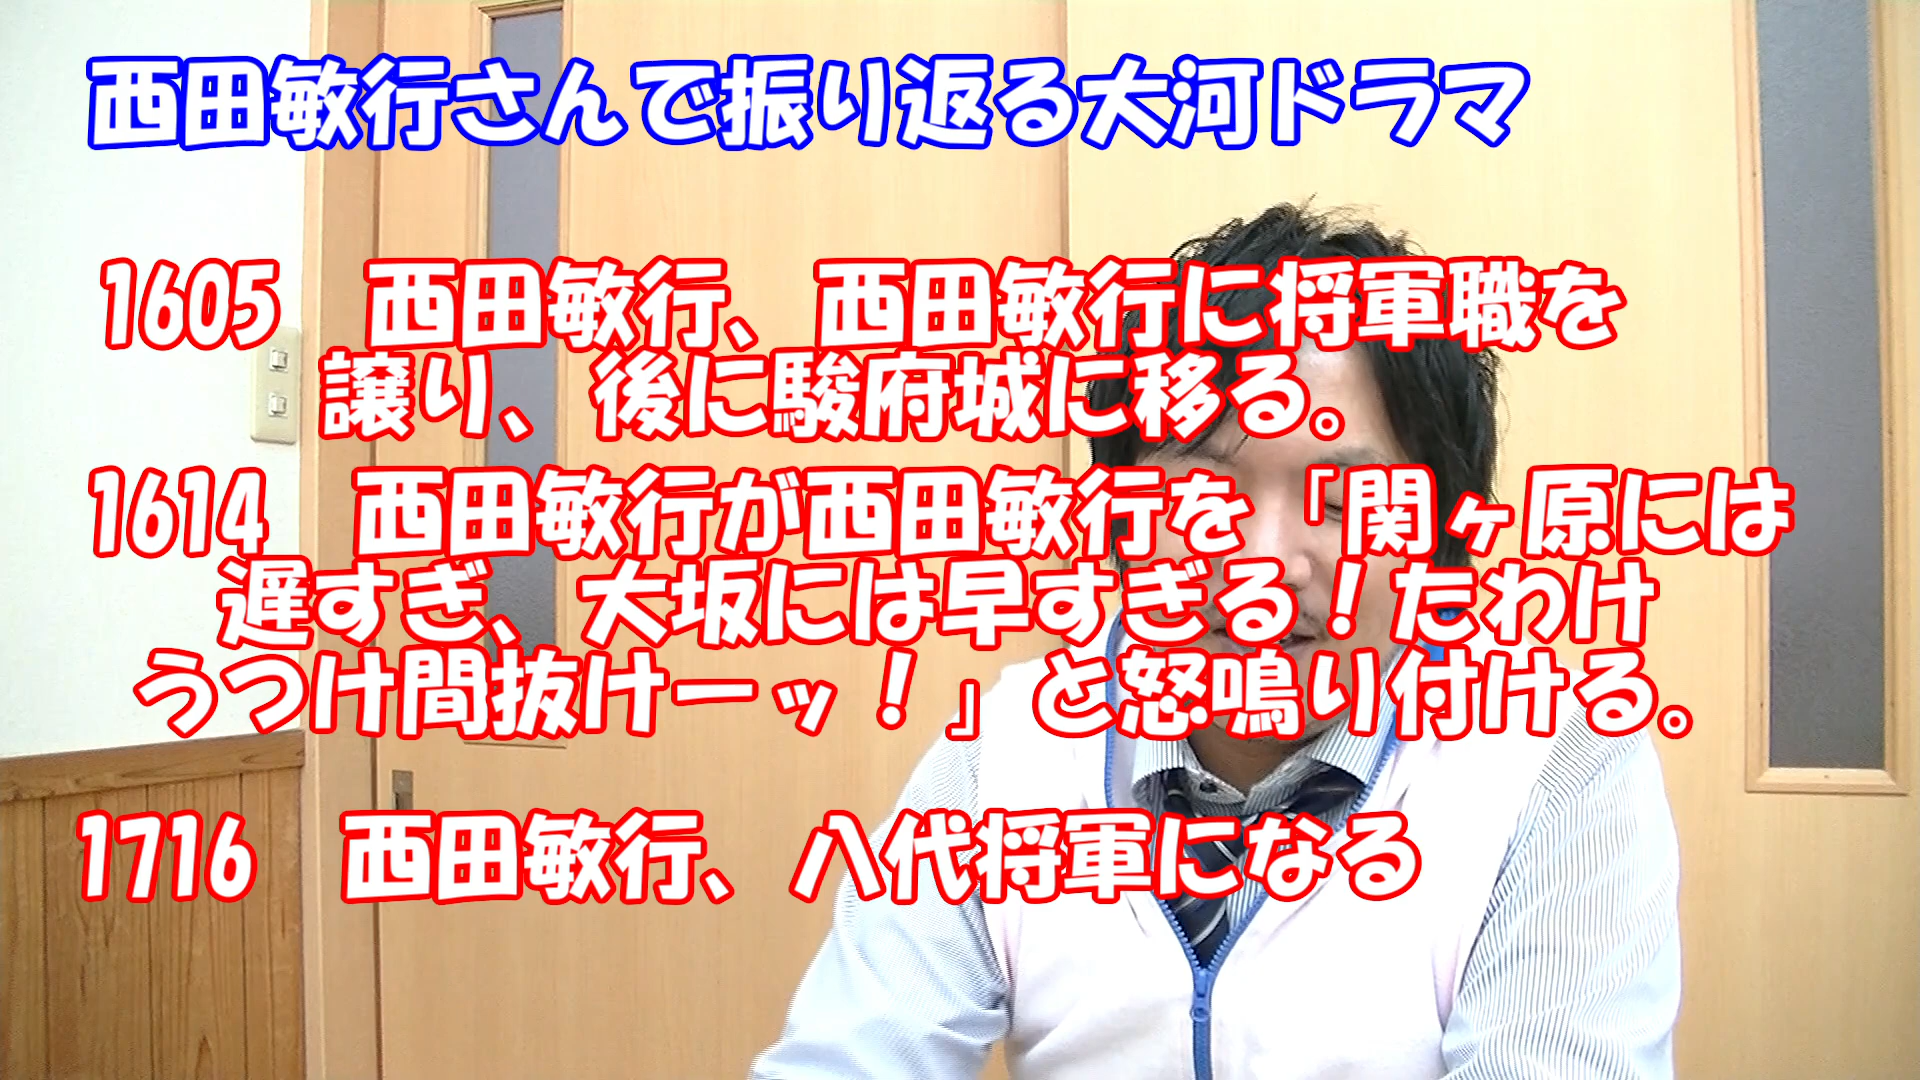 西田敏行さんで振り返る大河ドラマ
1605　西田敏行、西田敏行に将軍職を
譲り、後に駿府城に移る。
1614　西田敏行が西田敏行を「関ヶ原には
遅すぎ、大坂には早すぎる！たわけ
うつけ間抜けーッ！」と怒鳴り付ける。
1716　西田敏行、八代将軍になる